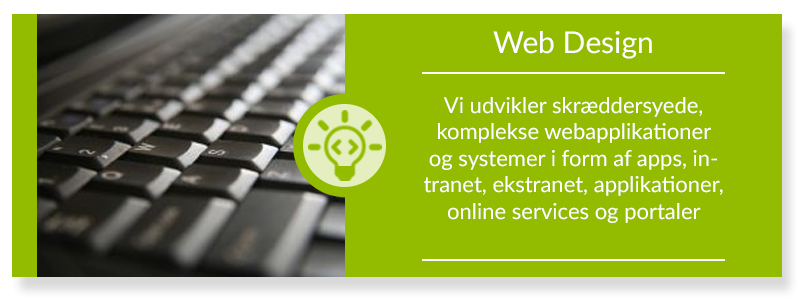 Web Design
Vi udvikler skræddersyede,
komplekse webapplikationer
og systemer i form af apps, in-
tranet, ekstranet, applikationer,
online services og portaler